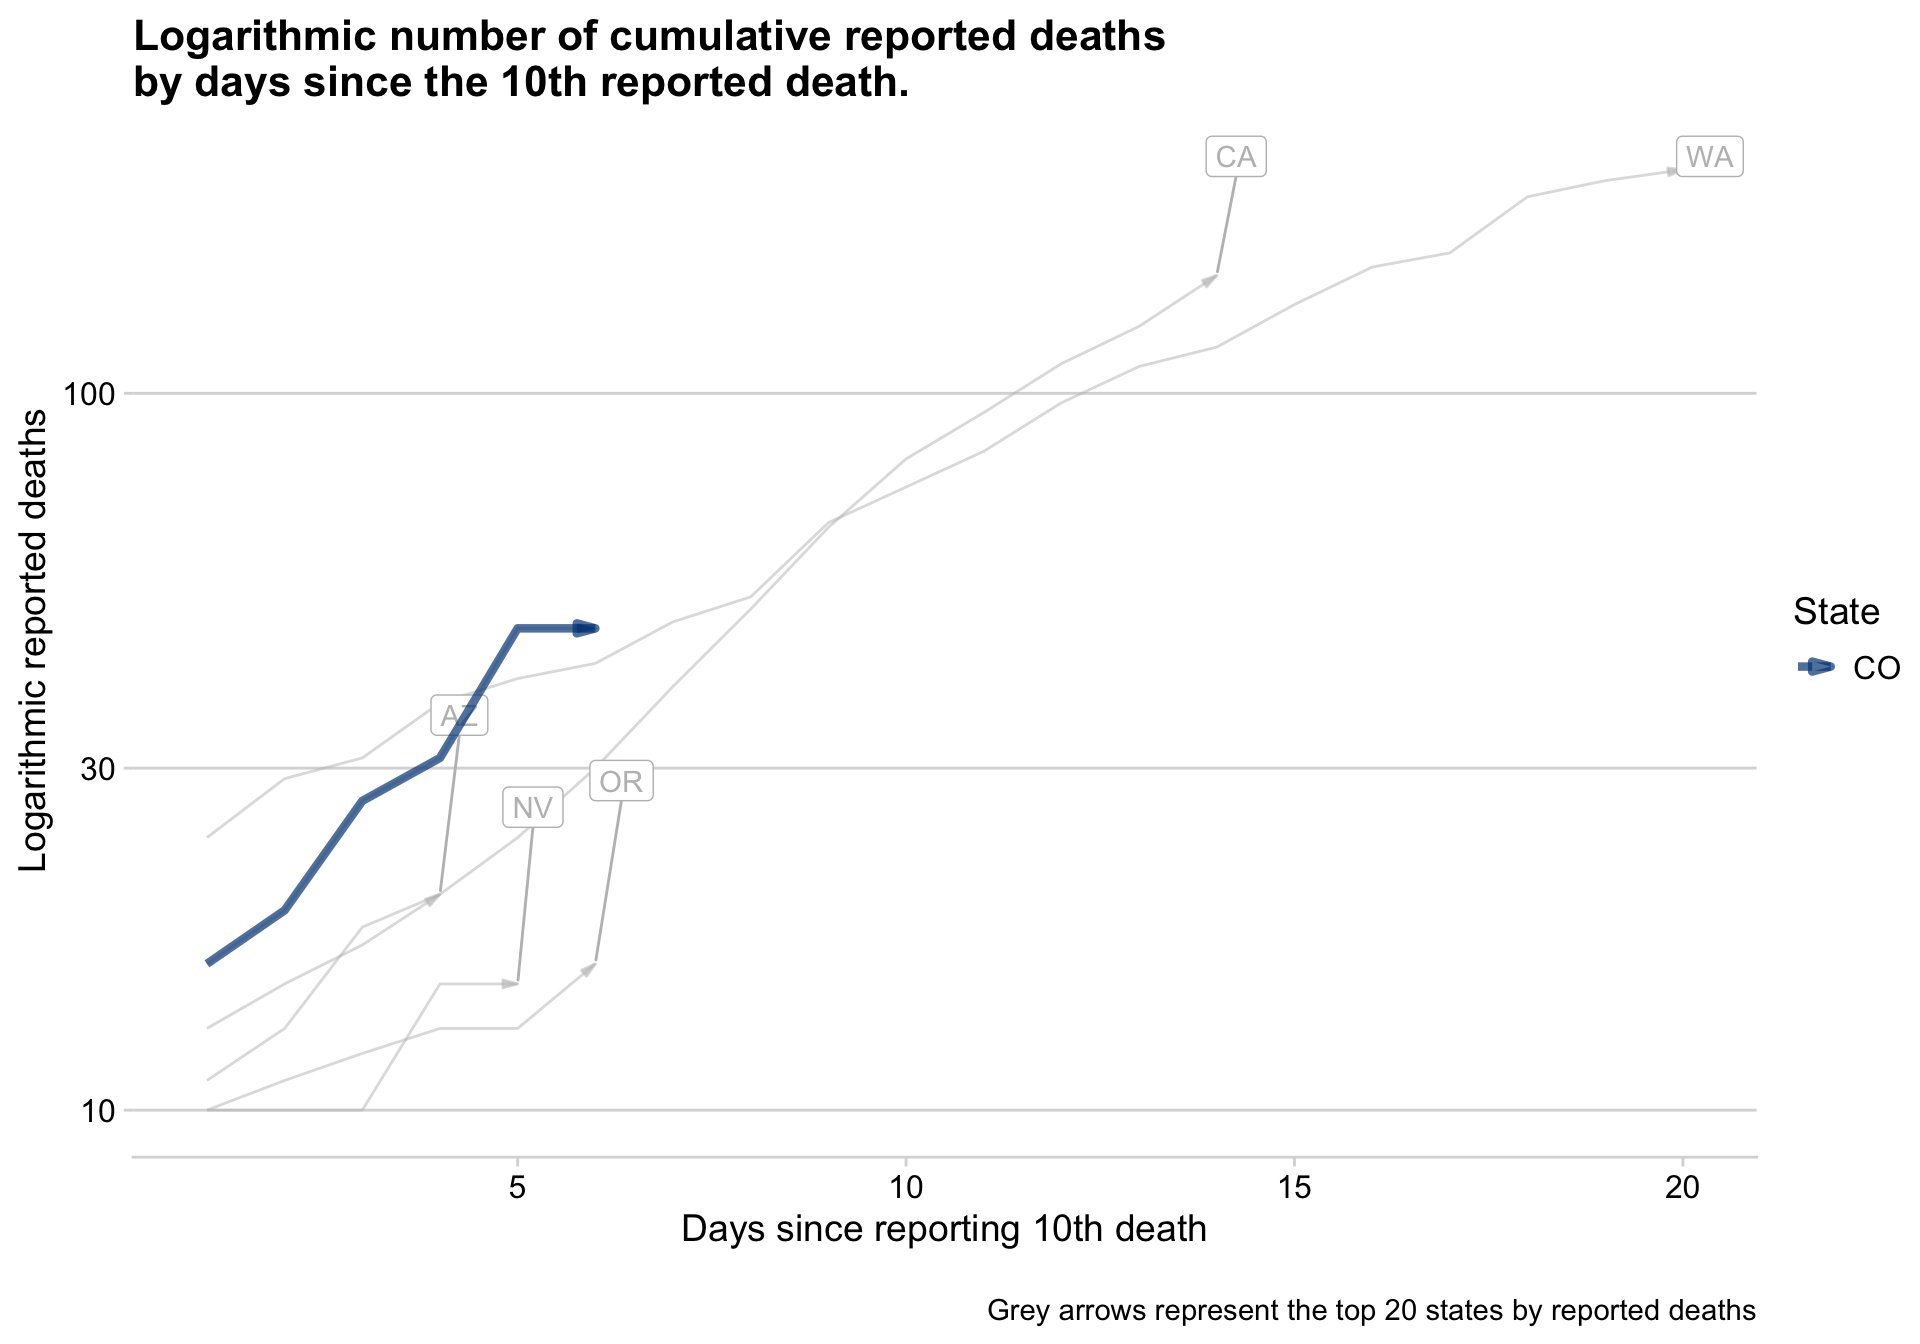 Logarithmic number of cumulative reported deaths
by days since the 10th reported death.
CA
WA
100
AZ
30
OR
NV
10
Logarithmic reported deaths
State
CO
5
10
15
20
Days since reporting 10th death
Grey arrows represent the top 20 states by reported deaths